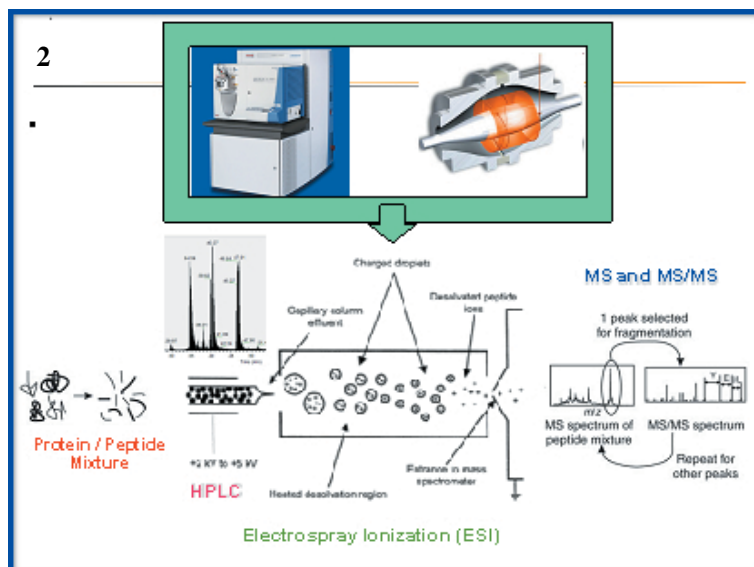 2
Charged droplets
MS and MS/MS
Desolvated peptide
ions
1 peak selected
for fragmentation
Capillary column
effluent
m/z
MS spectrum of
peptide mixture
MS/MS spectrum
Repeat for
other peaks
Protein / Peptide
Mixture
+3 kV to +5 kV
HPLC
Heated desolvation region
Entrance to mass
spectrometer
Electrospray Ionization (ESI)